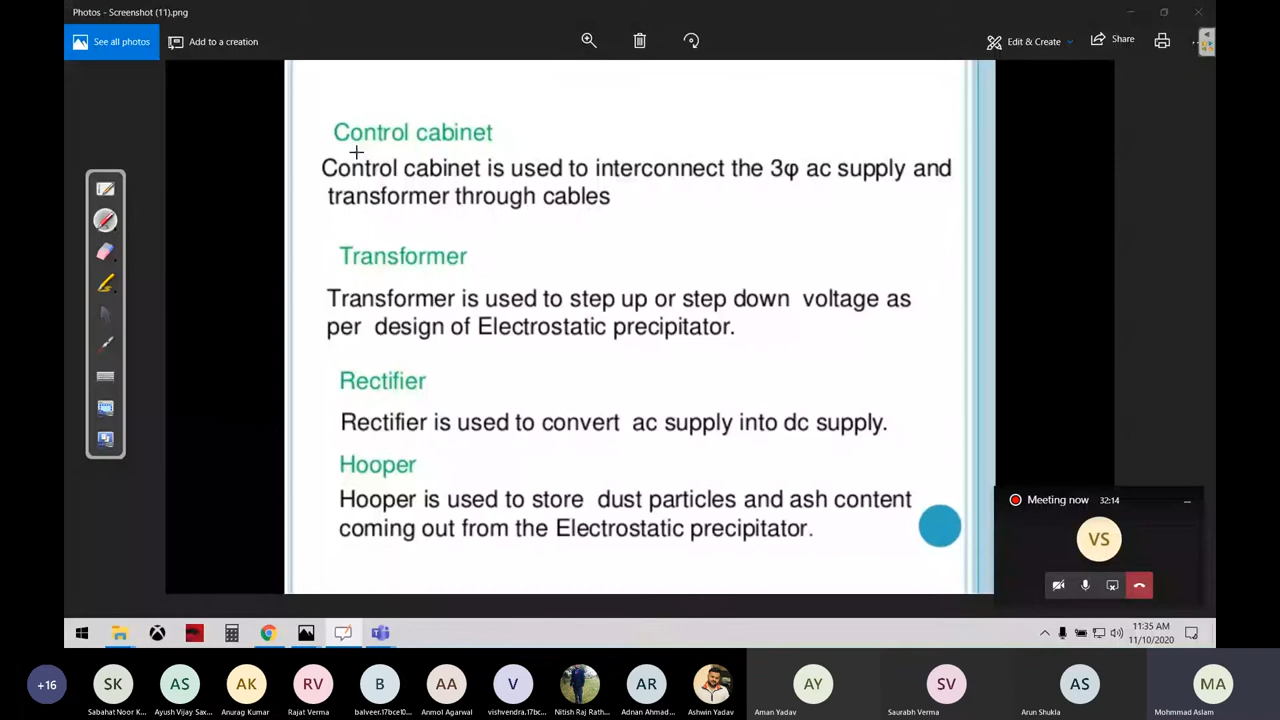 Photos - Screenshot (11).png
See all photos
Add to a creation
Edit & Create
Share
Control cabinet
Control cabinet is used to interconnect the 3φ ac supply and
transformer through cables
Transformer
Transformer is used to step up or step down voltage as
per design of Electrostatic precipitator.
Rectifier
Rectifier is used to convert ac supply into dc supply.
Hooper
Hooper is used to store dust particles and ash content
coming out from the Electrostatic precipitator.
Meeting now 32:14
VS
11:35 AM
11/10/2020
+16 SK AS AK RV B AA V AR AY SV AS MA
Sabahat Noor K... Ayush Vijay Sax... Anurag Kumar Rajat Verma balveer.17bce10... Anmol Agarwal vishvendra.17bc... Nitish Raj Rath... Adnan Ahmad... Ashwin Yadav Aman Yadav Saurabh Verma Arun Shukla Mohmmad Aslam